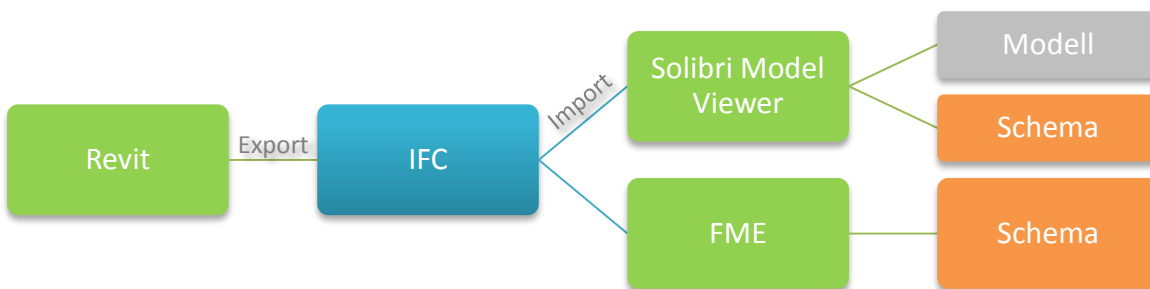 Revit
Export
IFC
Import
Solibri Model
Viewer
Modell
Schema
FME
Schema